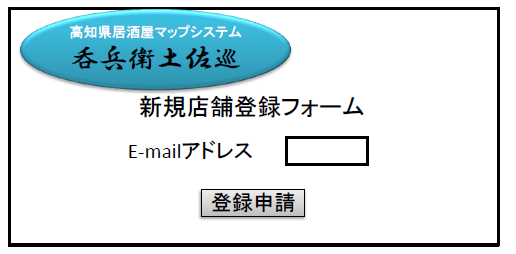 高知県居酒屋マップシステム
呑兵衛土佐巡
新規店舗登録フォーム
E-mailアドレス
登録申請